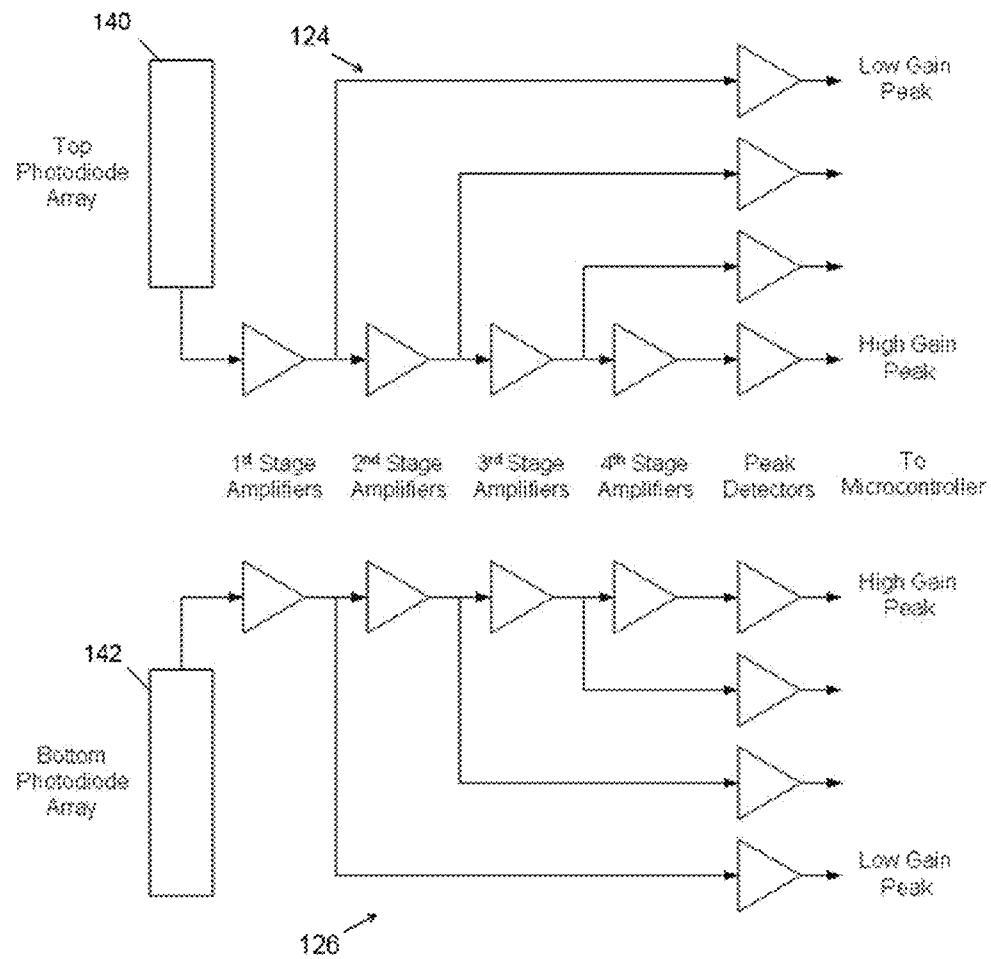 140
124
Low Gain
Peak
Top
Photodiode
Array
High Gain
Peak
1st Stage
Amplifiers
2nd Stage
Amplifiers
3rd Stage
Amplifiers
4th Stage
Amplifiers
Peak
Detectors
To
Microcontroller
High Gain
Peak
142
Bottom
Photodiode
Array
Low Gain
Peak
126